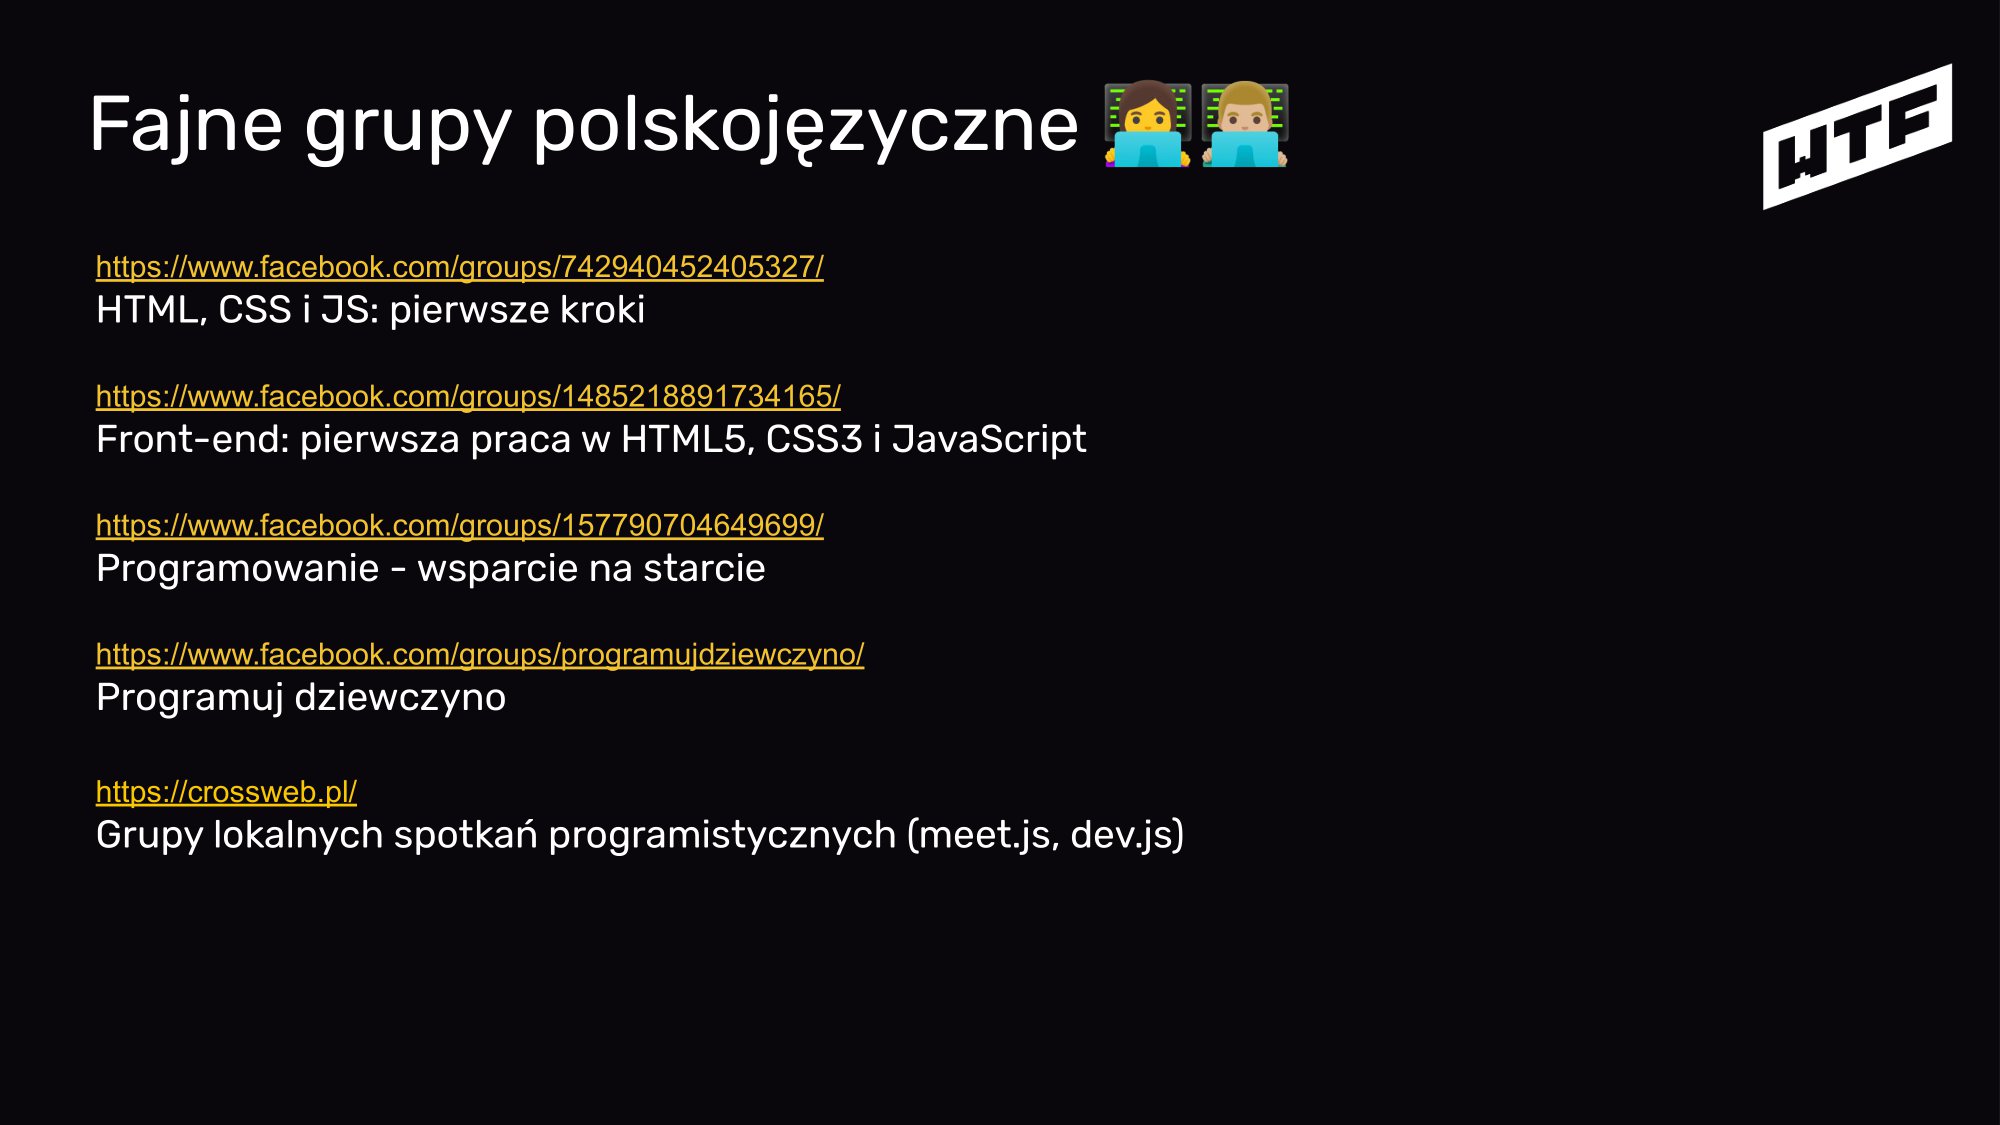 Fajne grupy polskojęzyczne 👩‍💻👨🏼‍💻
WTF
https://www.facebook.com/groups/742940452405327/
HTML, CSS i JS: pierwsze kroki
https://www.facebook.com/groups/1485218891734165/
Front-end: pierwsza praca w HTML5, CSS3 i JavaScript
https://www.facebook.com/groups/157790704649699/
Programowanie - wsparcie na starcie
https://www.facebook.com/groups/programujdziewczyno/
Programuj dziewczyno
https://crossweb.pl/
Grupy lokalnych spotkań programistycznych (meet.js, dev.js)